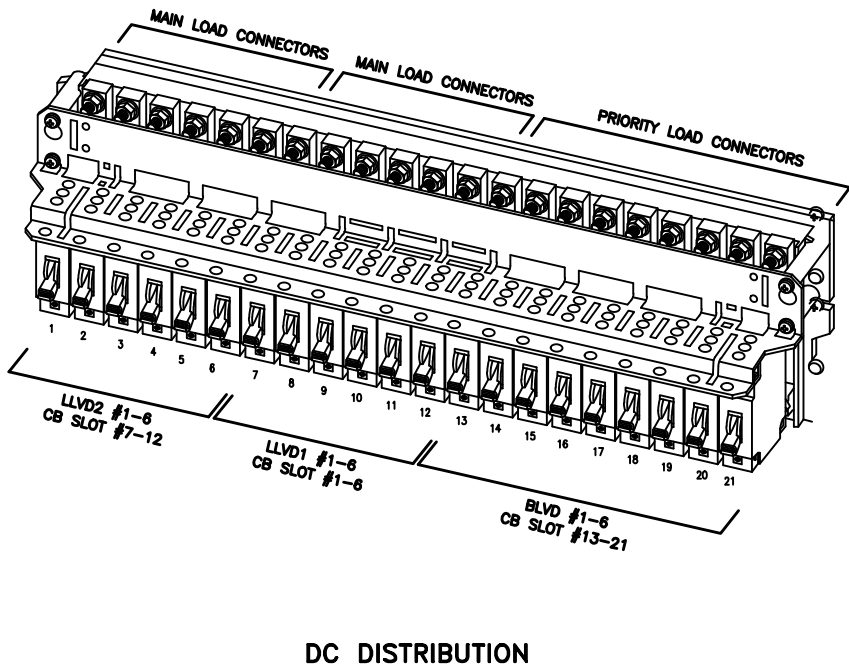 MAIN LOAD CONNECTORS
MAIN LOAD CONNECTORS
PRIORITY LOAD CONNECTORS
1 2 3 4 5 6 7 8 9 10 11 12 13 14 15 16 17 18 19 20 21
LLVD2 #1-6
CB SLOT #7-12
LLVD1 #1-6
CB SLOT #1-6
BLVD #1-6
CB SLOT #13-21
DC DISTRIBUTION